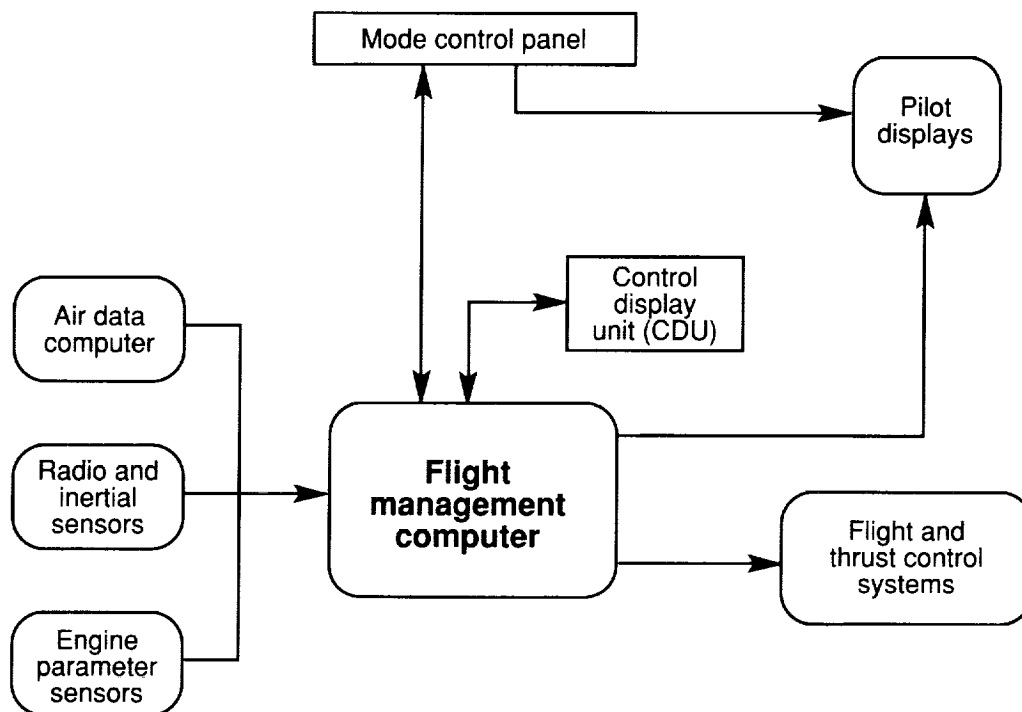 Mode control panel
Pilot
displays
Control
display
unit (CDU)
Air data
computer
Radio and
inertial
sensors
Flight
management
computer
Flight and
thrust control
systems
Engine
parameter
sensors